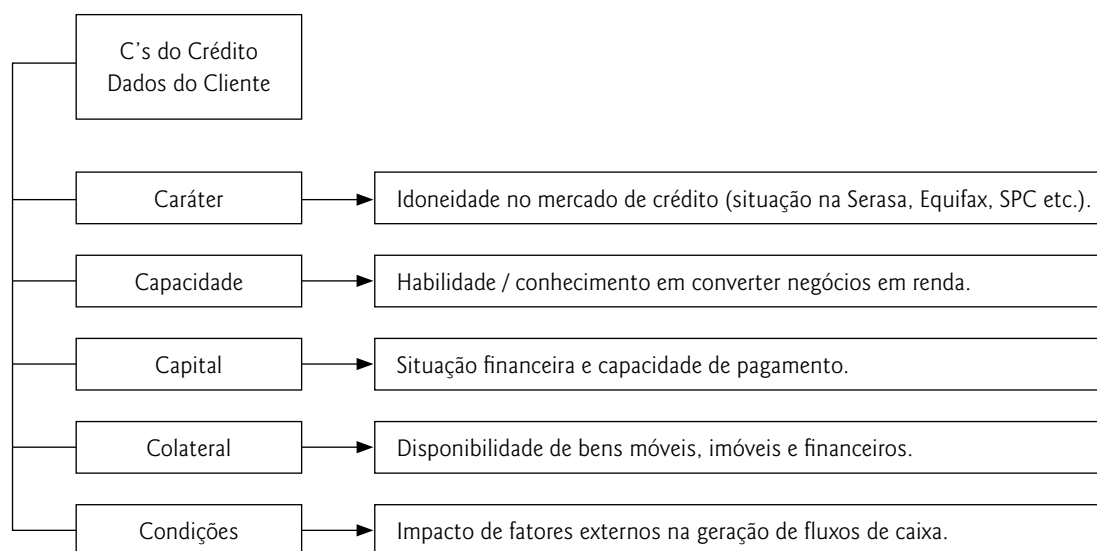 C’s do Crédito
Dados do Cliente
Caráter
Idoneidade no mercado de crédito (situação na Serasa, Equifax, SPC etc.).
Capacidade
Habilidade / conhecimento em converter negócios em renda.
Capital
Situação financeira e capacidade de pagamento.
Colateral
Disponibilidade de bens móveis, imóveis e financeiros.
Condições
Impacto de fatores externos na geração de fluxos de caixa.